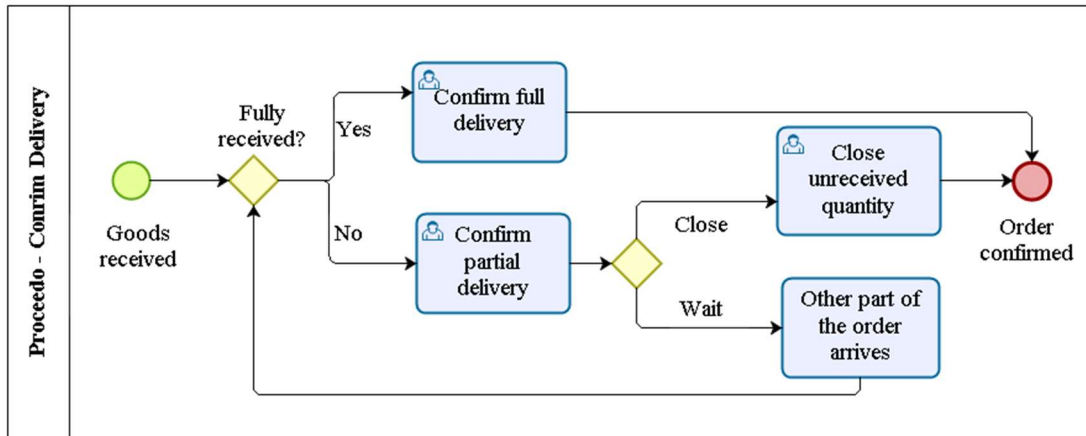 Proceedo - Conrim Delivery
Goods
received
Fully
received?
Yes
No
Confirm full
delivery
Confirm
partial
delivery
Close
Wait
Close
unreceived
quantity
Other part of
the order
arrives
Order
confirmed